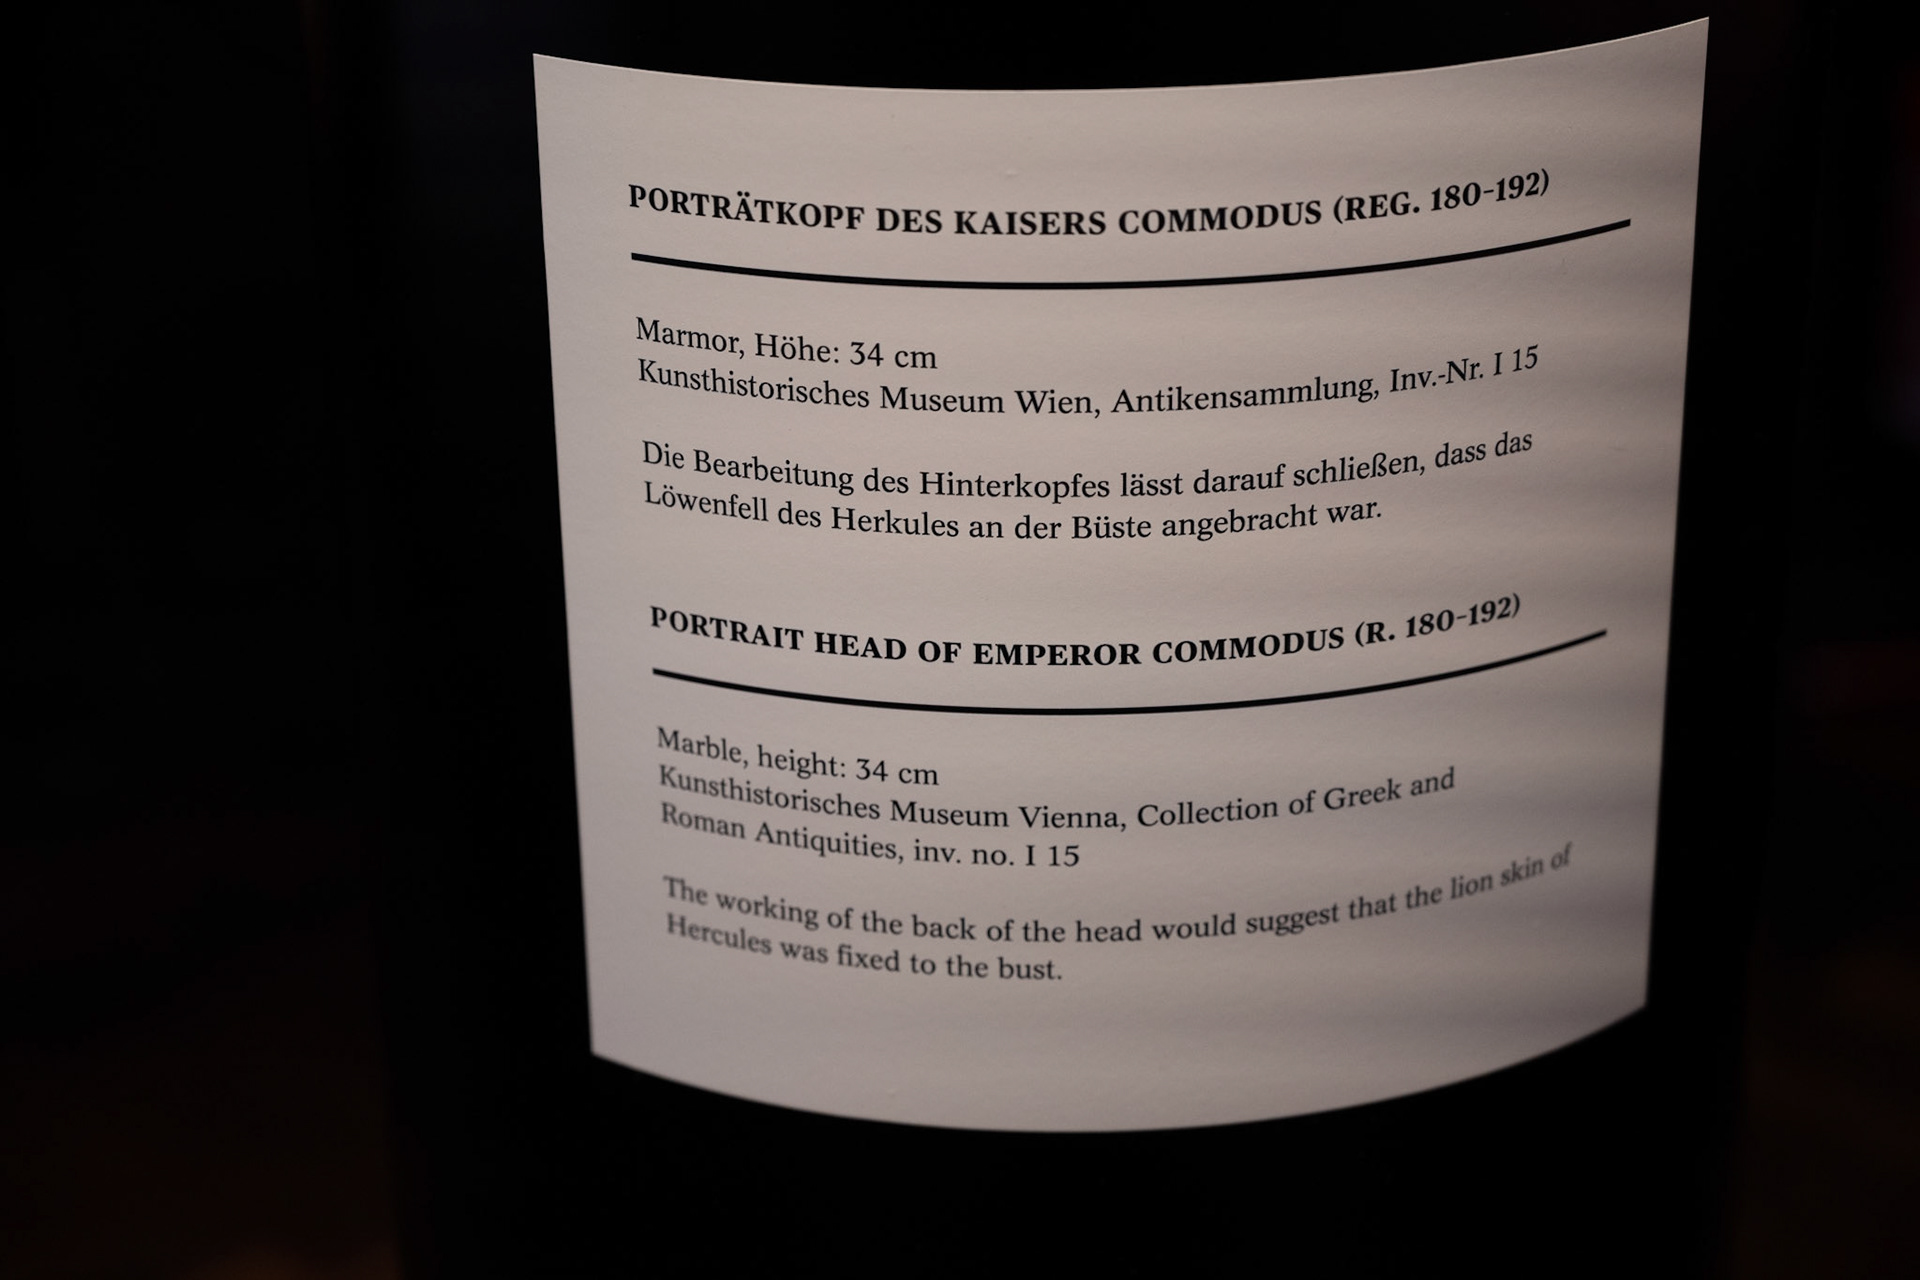 PORTRÄTKOPF DES KAISERS COMMODUS (REG. 180-192)
Marmor, Höhe: 34 cm
Kunsthistorisches Museum Wien, Antikensammlung, Inv.-Nr. I 15
Die Bearbeitung des Hinterkopfes lässt darauf schließen, dass das
Löwenfell des Herkules an der Büste angebracht war.
PORTRAIT HEAD OF EMPEROR COMMODUS (R. 180-192)
Marble, height: 34 cm
Kunsthistorisches Museum Vienna, Collection of Greek and
Roman Antiquities, inv. no. I 15
The working of the back of the head would suggest that the lion skin of
Hercules was fixed to the bust.